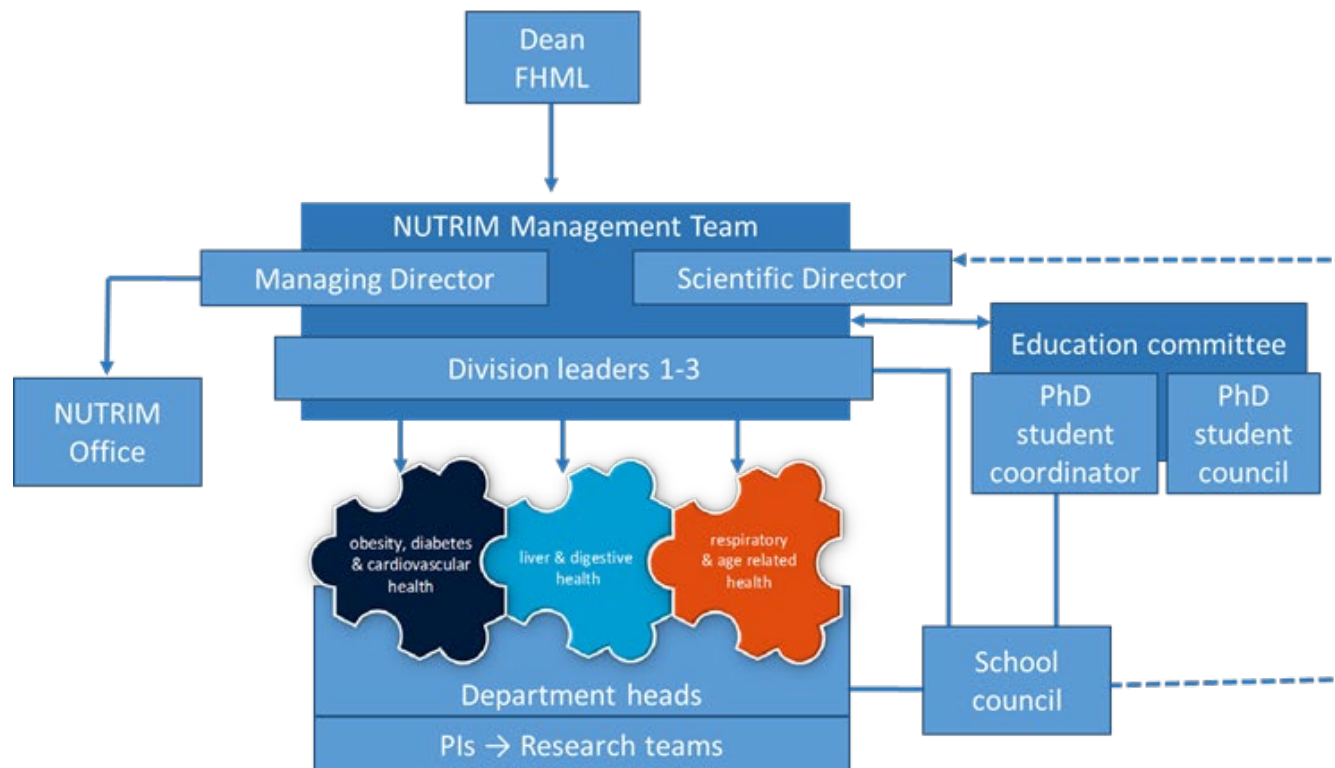 Dean
FHML
NUTRIM Management Team
Managing Director
Scientific Director
Division leaders 1-3
Education committee
NUTRIM
Office
PhD
student
coordinator
PhD
student
council
obesity, diabetes
& cardiovascular
health
liver & digestive
health
respiratory
& age related
health
School
council
Department heads
PIs → Research teams